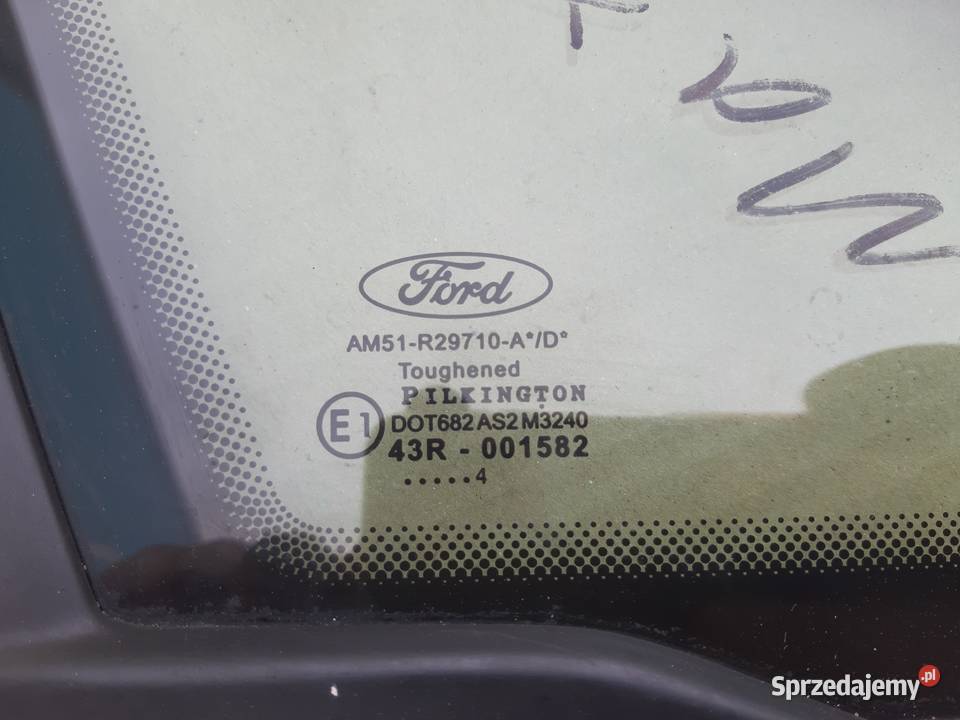 Ford
AM51-R29710-A*/D*
Toughened
PILKINGTON
E1
DOT682 AS2 M3240
43R - 001582
.....4
Sprzedajemy.pl